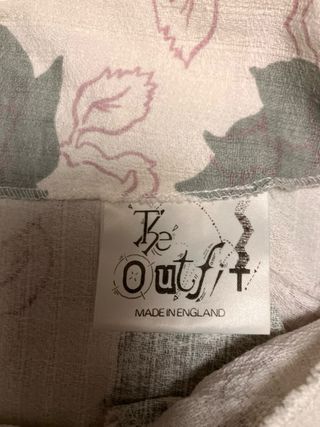 The
Outfit
MADE IN ENGLAND